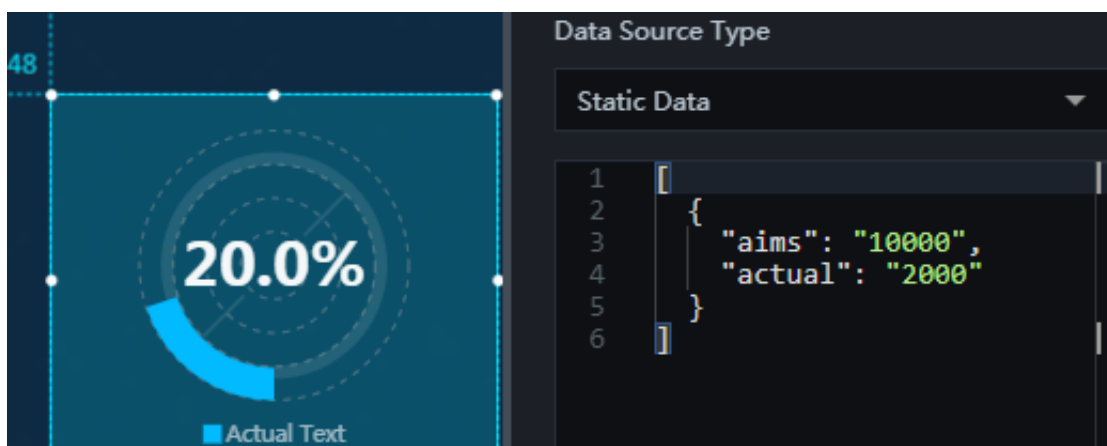 48
20.0%
Actual Text
Data Source Type
Static Data
1 [
2 {
3 "aims": "10000",
4 "actual": "2000"
5 }
6 ]